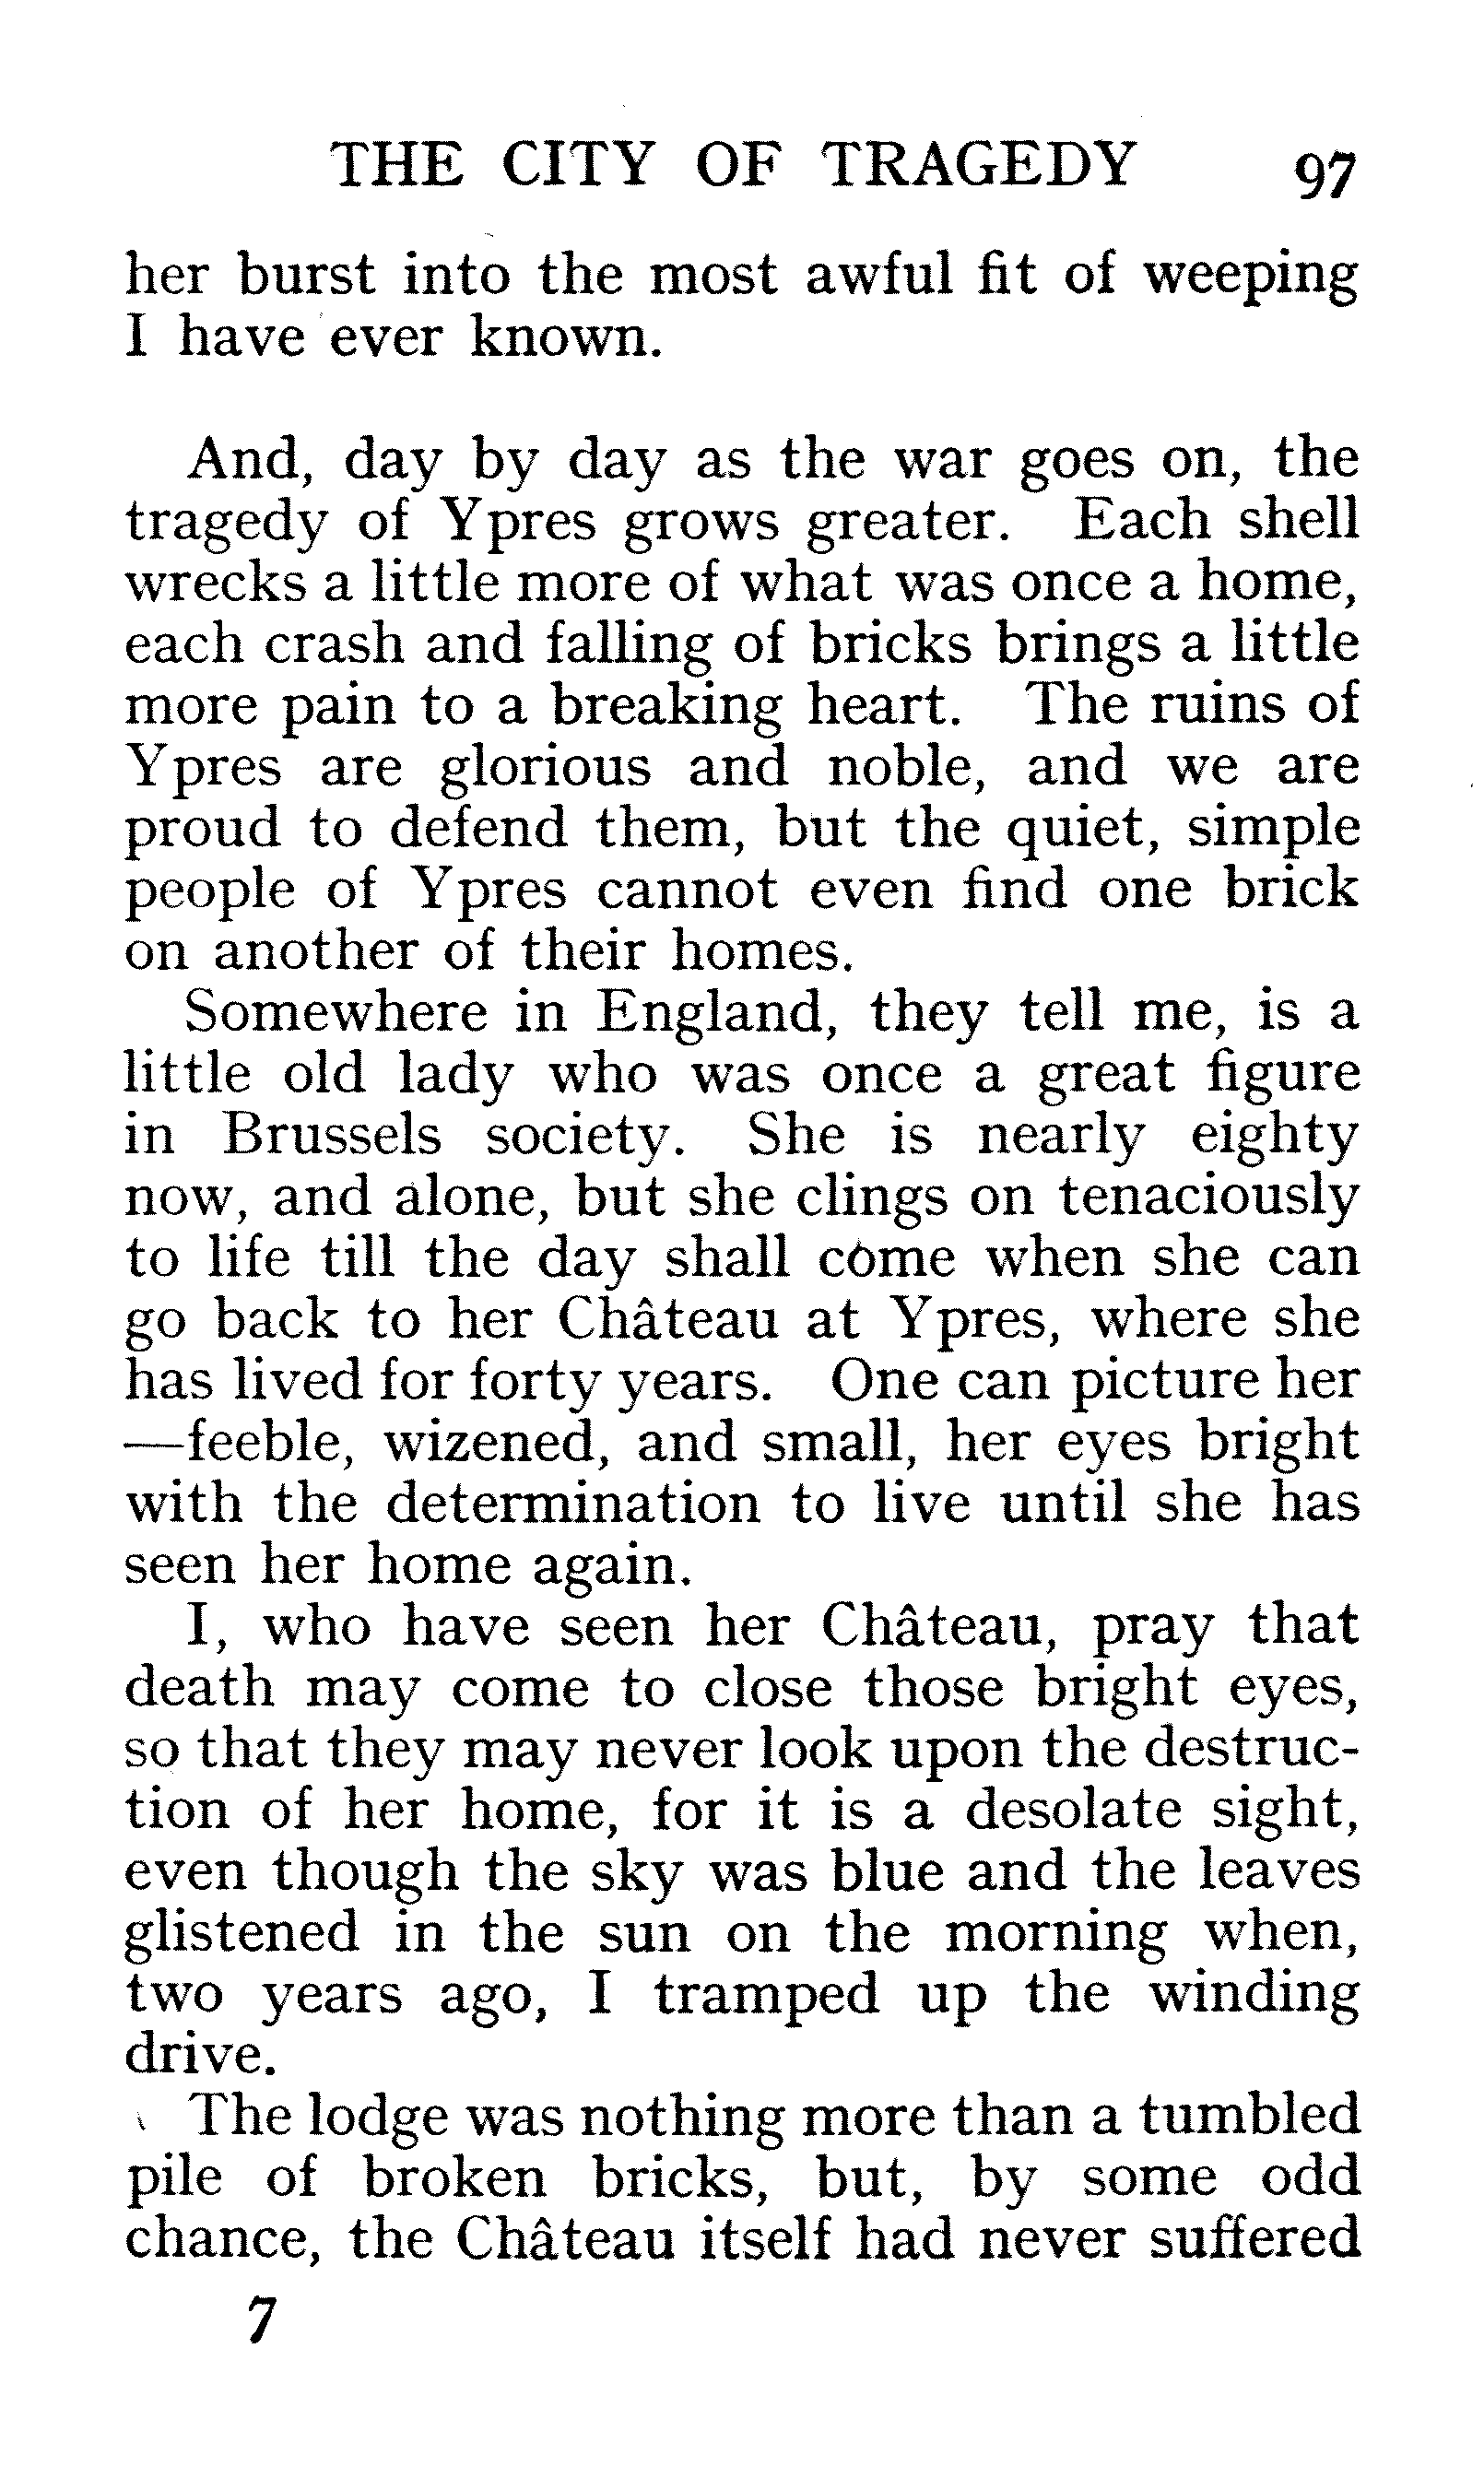 THE CITY OF TRAGEDY 97
her burst into the most awful fit of weeping
I have ever known.
And, day by day as the war goes on, the
tragedy of Ypres grows greater. Each shell
wrecks a little more of what was once a home,
each crash and falling of bricks brings a little
more pain to a breaking heart. The ruins of
Ypres are glorious and noble, and we are
proud to defend them, but the quiet, simple
people of Ypres cannot even find one brick
on another of their homes.
Somewhere in England, they tell me, is a
little old lady who was once a great figure
in Brussels society. She is nearly eighty
now, and alone, but she clings on tenaciously
to life till the day shall come when she can
go back to her Château at Ypres, where she
has lived for forty years. One can picture her
—feeble, wizened, and small, her eyes bright
with the determination to live until she has
seen her home again.
I, who have seen her Château, pray that
death may come to close those bright eyes,
so that they may never look upon the destruc-
tion of her home, for it is a desolate sight,
even though the sky was blue and the leaves
glistened in the sun on the morning when,
two years ago, I tramped up the winding
drive.
The lodge was nothing more than a tumbled
pile of broken bricks, but, by some odd
chance, the Château itself had never suffered
7